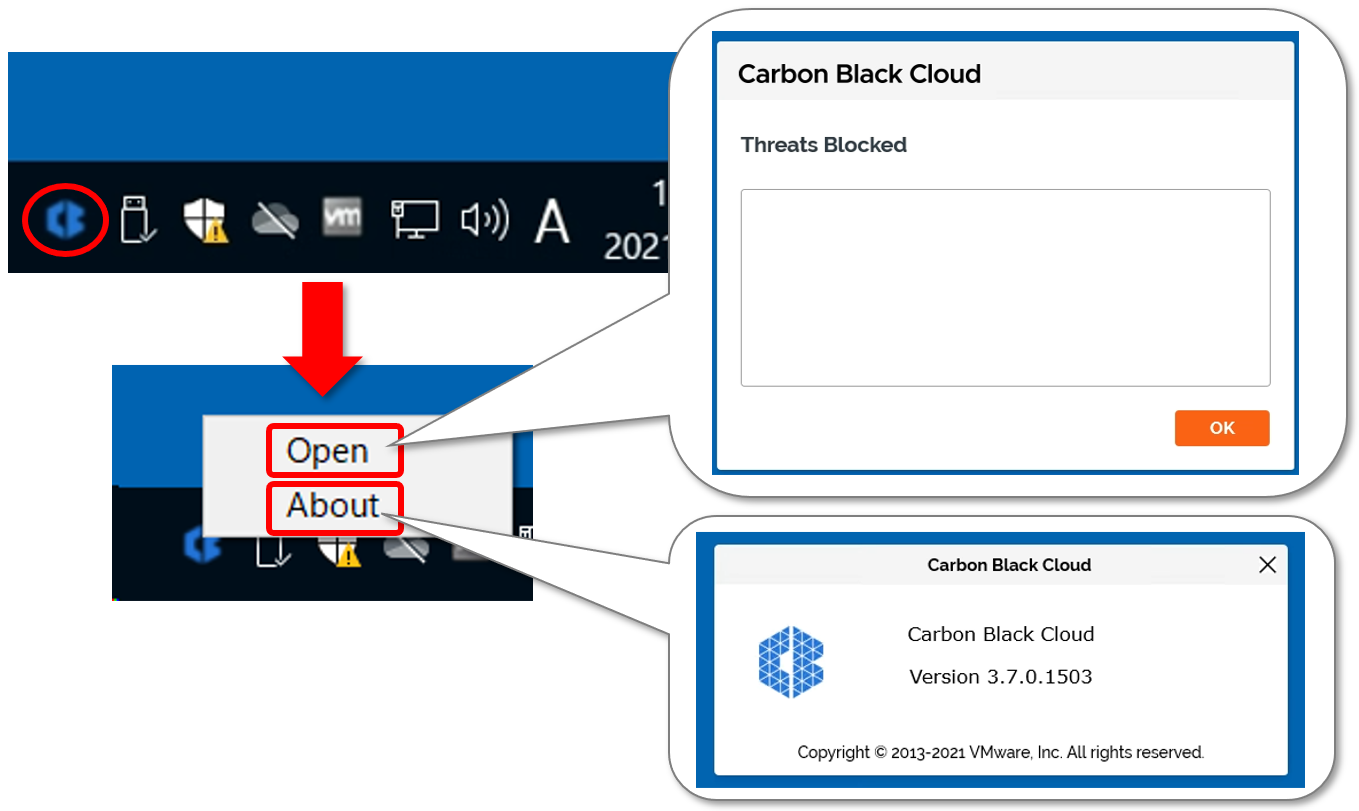 vm
A
1
2021
Open
About
Carbon Black Cloud
Threats Blocked
OK
Carbon Black Cloud
Carbon Black Cloud
Version 3.7.0.1503
Copyright © 2013-2021 VMware, Inc. All rights reserved.